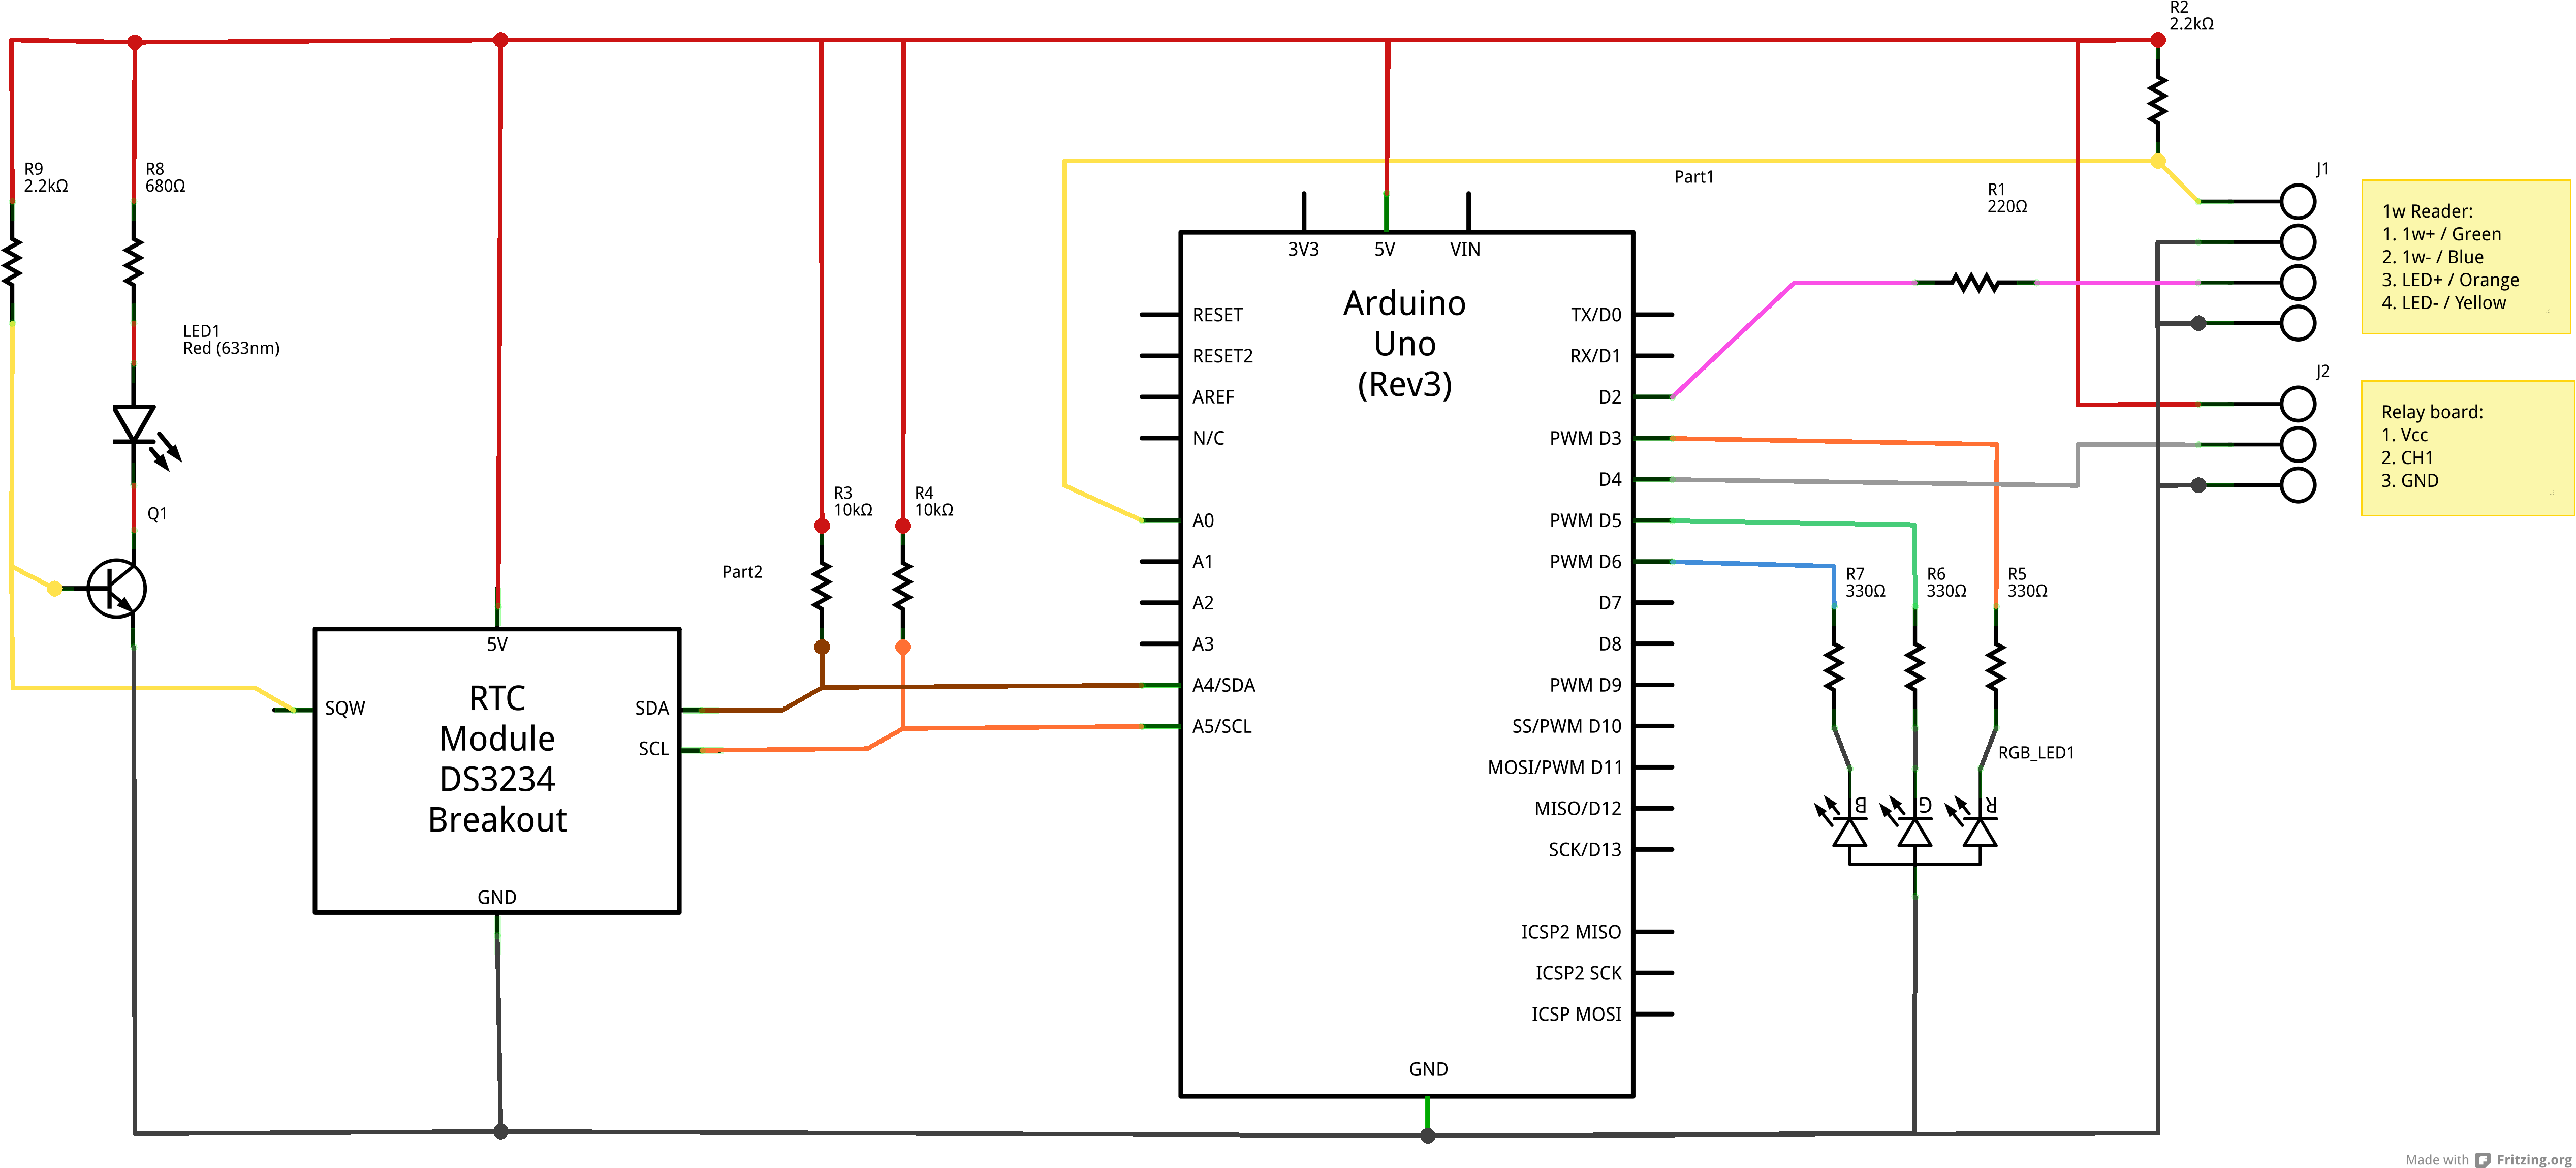 R2
2.2kΩ
R9
2.2kΩ
R8
680Ω
LED1
Red (633nm)
Q1
SQW
5V
RTC
Module
DS3234
Breakout
SDA
SCL
GND
Part2
R3
10kΩ
R4
10kΩ
Part1
3V3
5V
VIN
Arduino
Uno
(Rev3)
RESET
RESET2
AREF
N/C
A0
A1
A2
A3
A4/SDA
A5/SCL
TX/D0
RX/D1
D2
PWM D3
D4
PWM D5
PWM D6
D7
D8
PWM D9
SS/PWM D10
MOSI/PWM D11
MISO/D12
SCK/D13
ICSP2 MISO
ICSP2 SCK
ICSP MOSI
GND
R1
220Ω
R7
330Ω
R6
330Ω
R5
330Ω
RGB_LED1
B
G
R
J1
1w Reader:
1. 1w+ / Green
2. 1w- / Blue
3. LED+ / Orange
4. LED- / Yellow
J2
Relay board:
1. Vcc
2. CH1
3. GND
Made with Fritzing.org